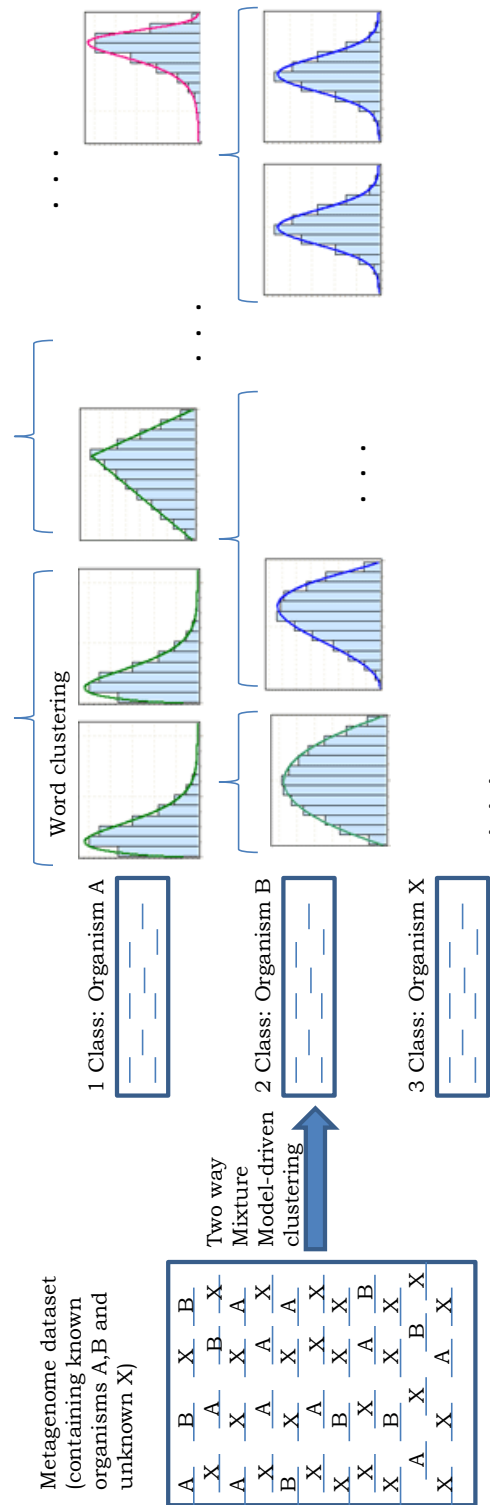 Metagenome dataset
(containing known
organisms A,B and
unknown X)
A B X B
X A B X
A X X A
X A A X
B X X A
X A X X
X B X X
X X A B
X B X X
A X B X
X X A X
Two way
Mixture
Model-driven
clustering
1 Class: Organism A
2 Class: Organism B
3 Class: Organism X
Word clustering
. . .
. . .
. . .
. . .